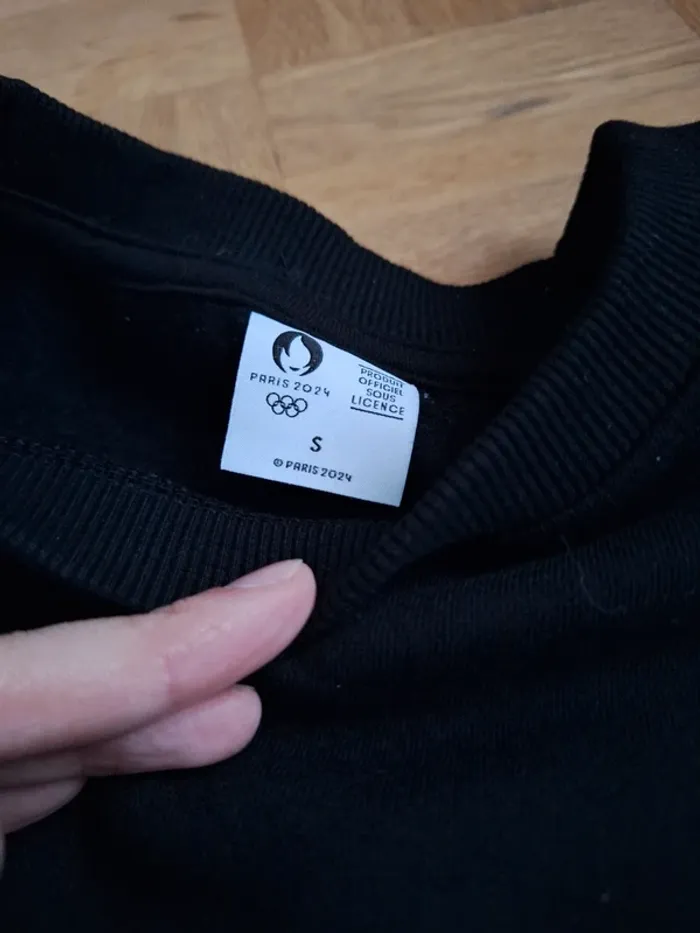 PARIS 2024
PRODUIT
OFFICIEL
SOUS
LICENCE
S
© PARIS 2024